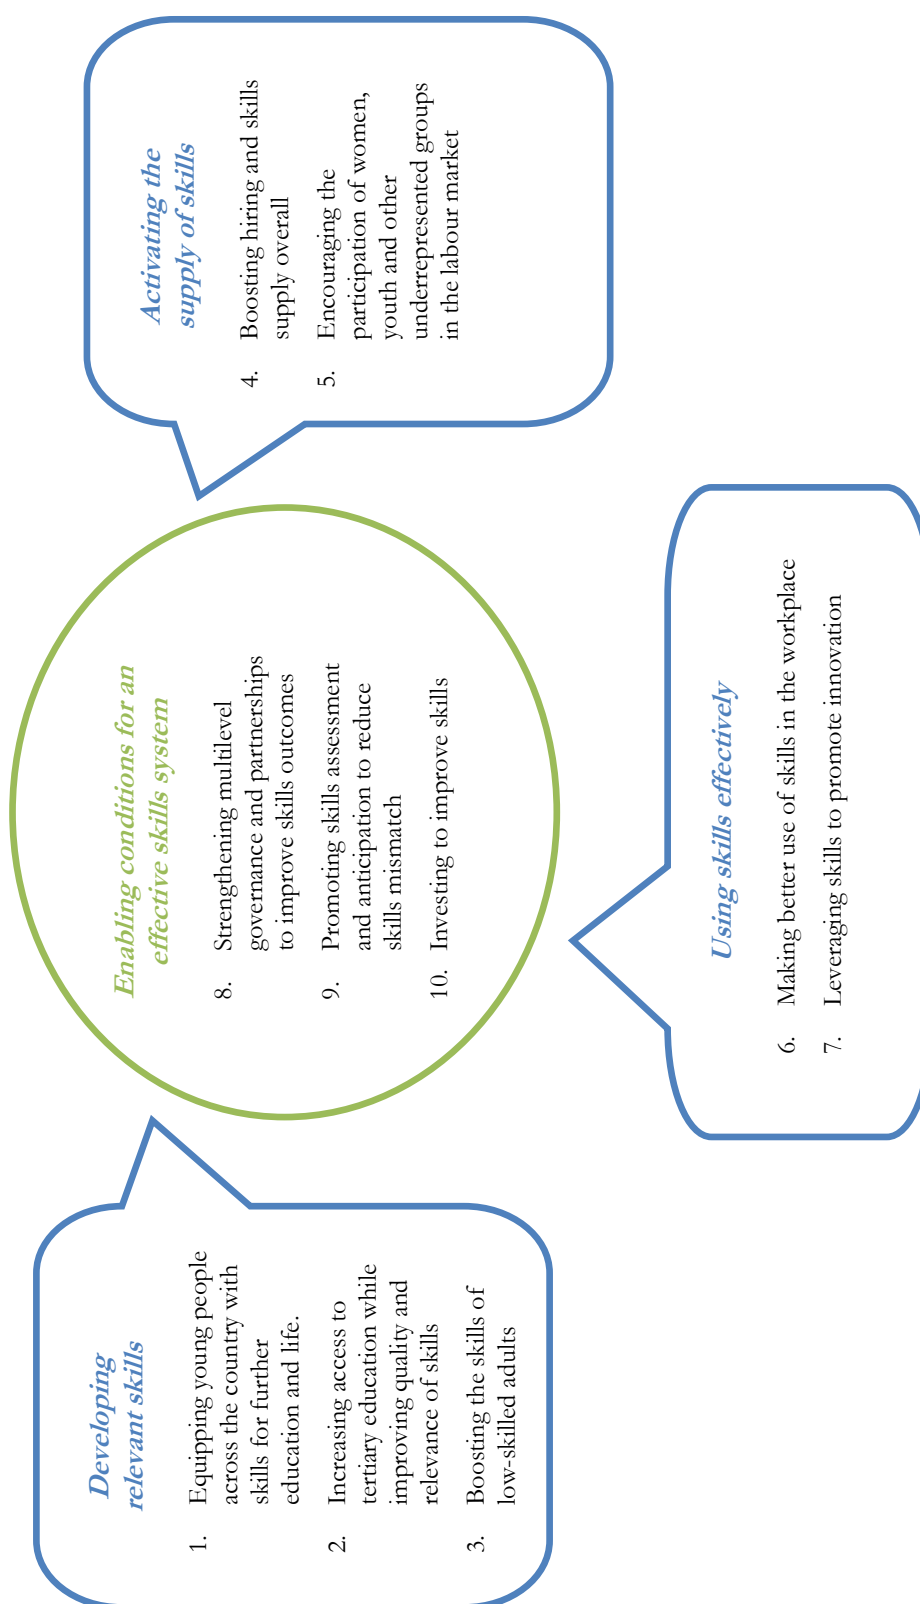 Developing
relevant skills
1. Equipping young people
across the country with
skills for further
education and life.
2. Increasing access to
tertiary education while
improving quality and
relevance of skills
3. Boosting the skills of
low-skilled adults
Enabling conditions for an
effective skills system
8. Strengthening multilevel
governance and partnerships
to improve skills outcomes
9. Promoting skills assessment
and anticipation to reduce
skills mismatch
10. Investing to improve skills
Activating the
supply of skills
4. Boosting hiring and skills
supply overall
5. Encouraging the
participation of women,
youth and other
underrepresented groups
in the labour market
Using skills effectively
6. Making better use of skills in the workplace
7. Leveraging skills to promote innovation